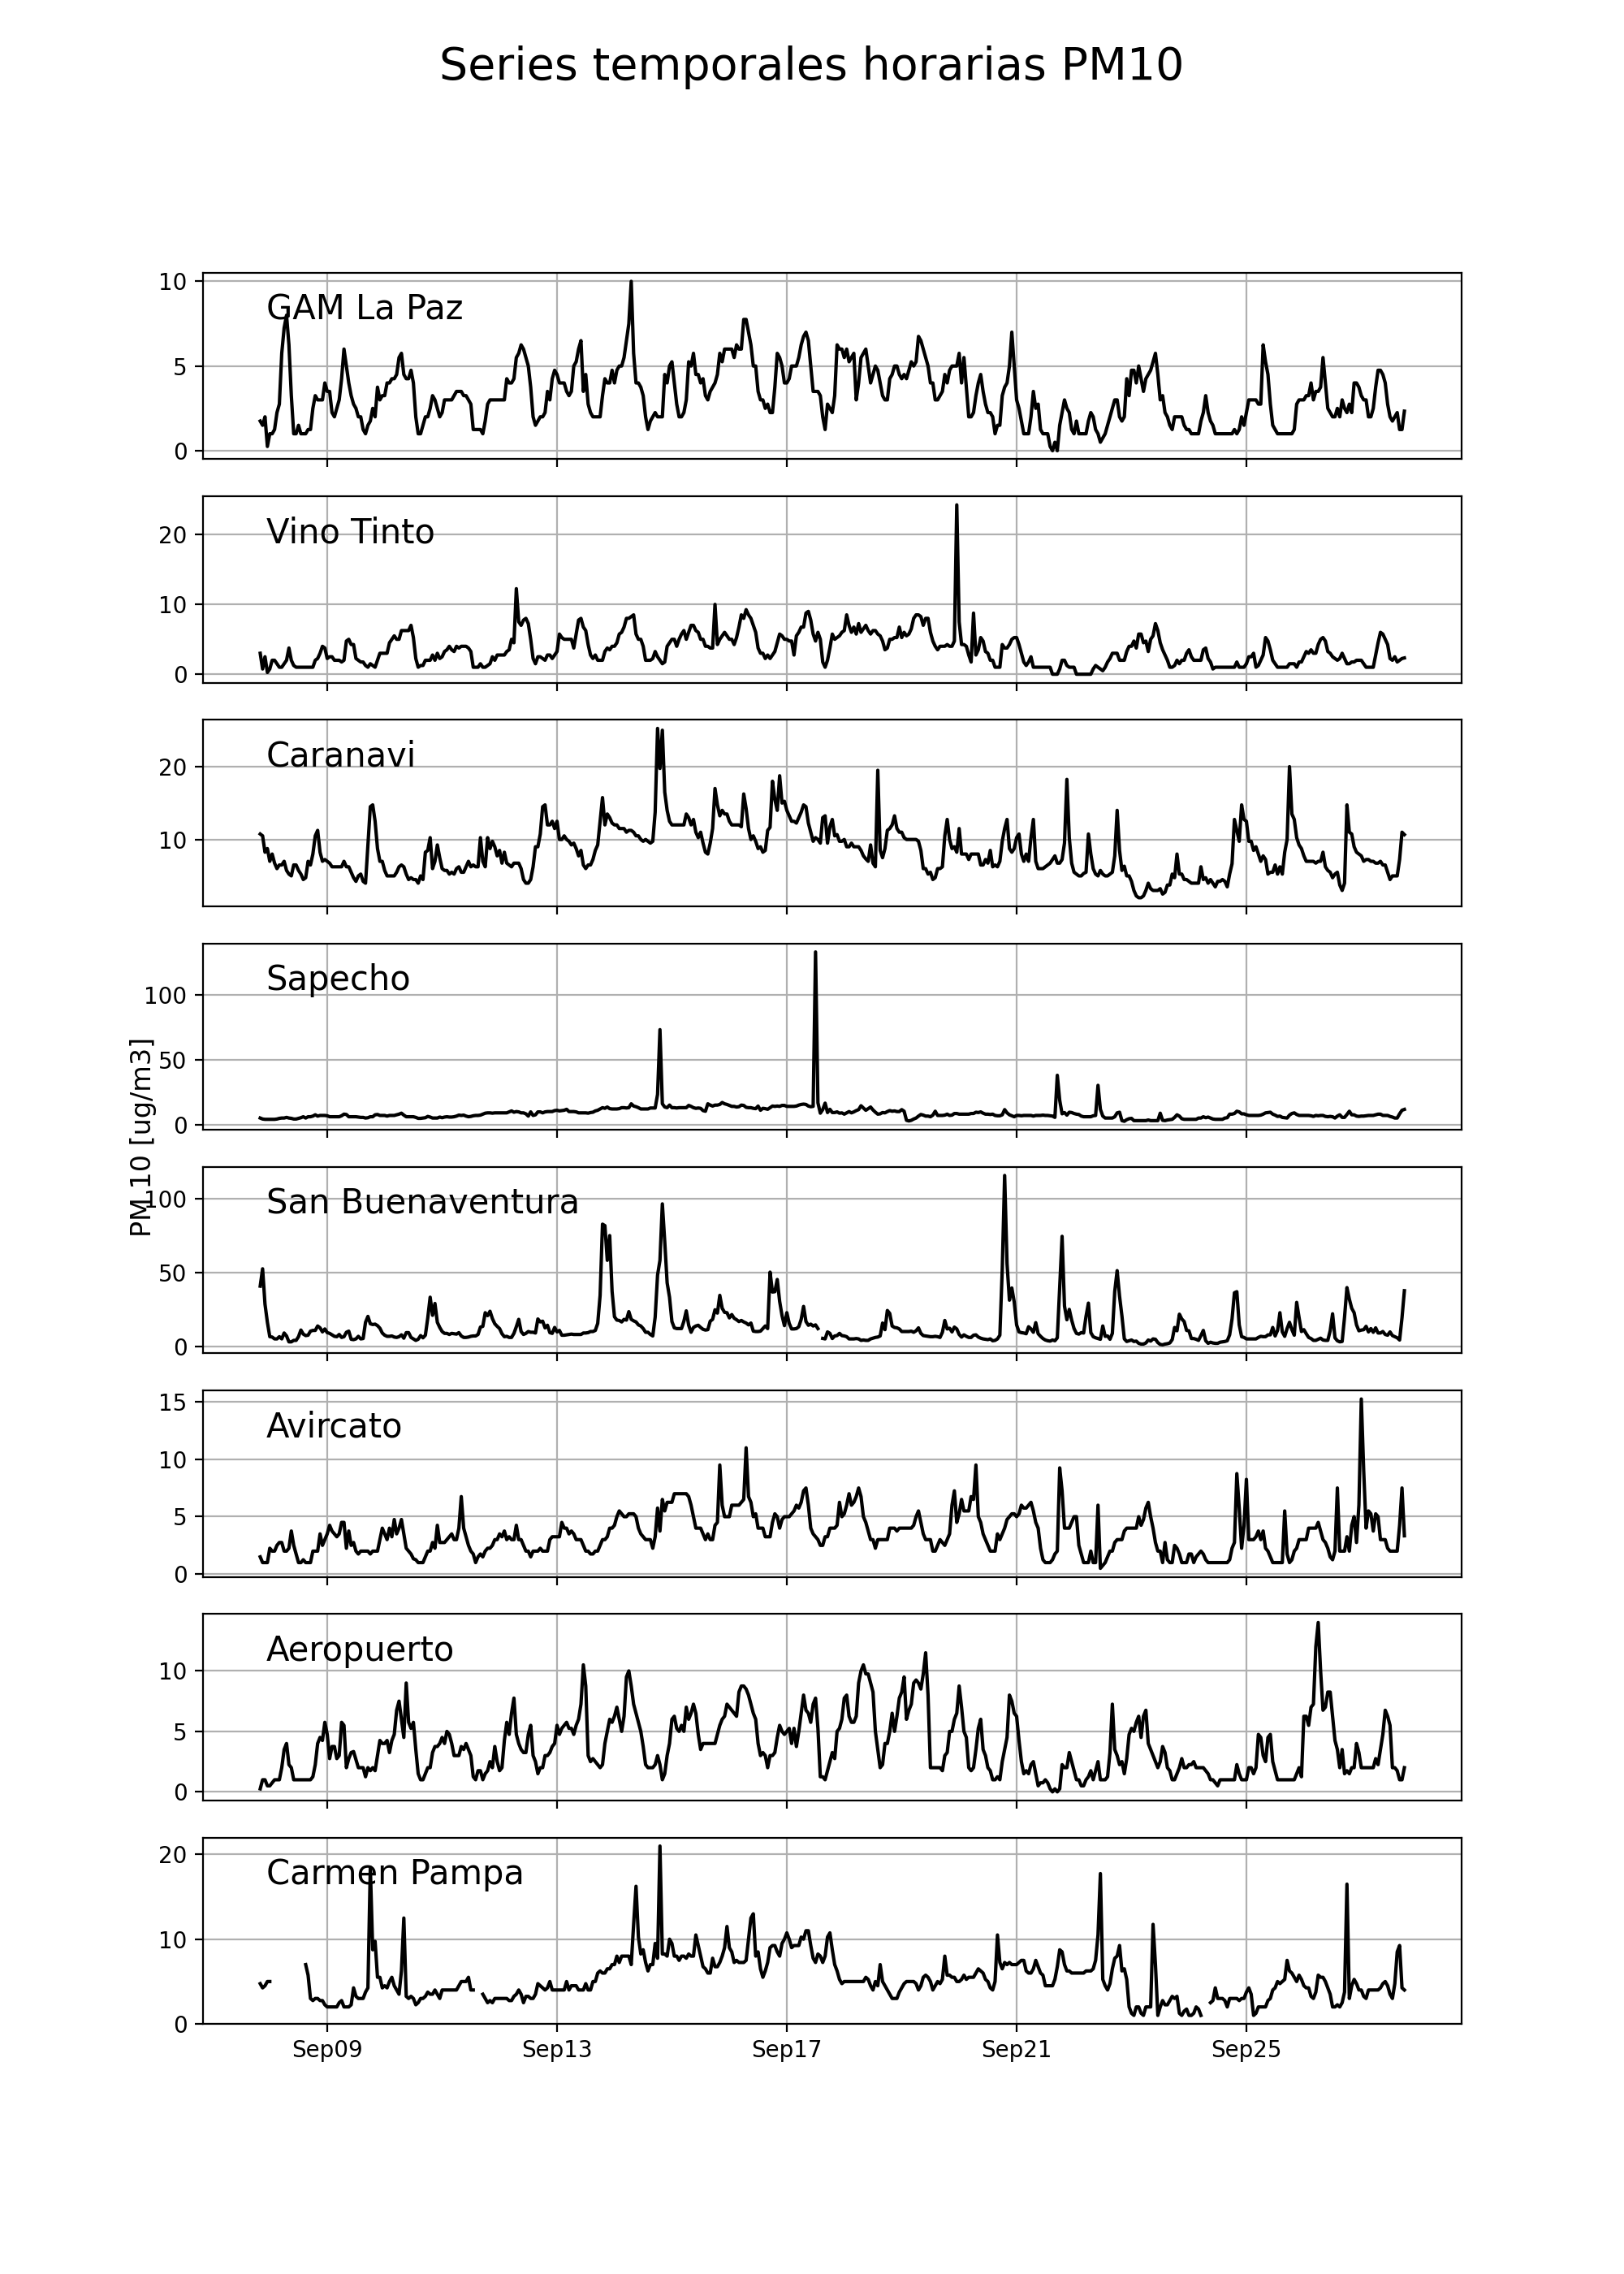 Series temporales horarias PM10
10
5
0
GAM La Paz
20
10
0
Vino Tinto
20
10
Caranavi
100
50
0
Sapecho
PM 10 [ug/m3]
100
50
0
San Buenaventura
15
10
5
0
Avircato
10
5
0
Aeropuerto
20
10
0
Carmen Pampa
Sep09 Sep13 Sep17 Sep21 Sep25